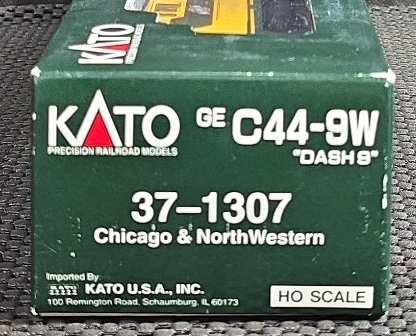 KATO
KATO
PRECISION RAILROAD MODELS
GE C44-9W
"DASH 9"
37-1307
Chicago & NorthWestern
Imported By:
KATO KATO U.S.A., INC.
100 Remington Road, Schaumburg, IL 60173
HO SCALE